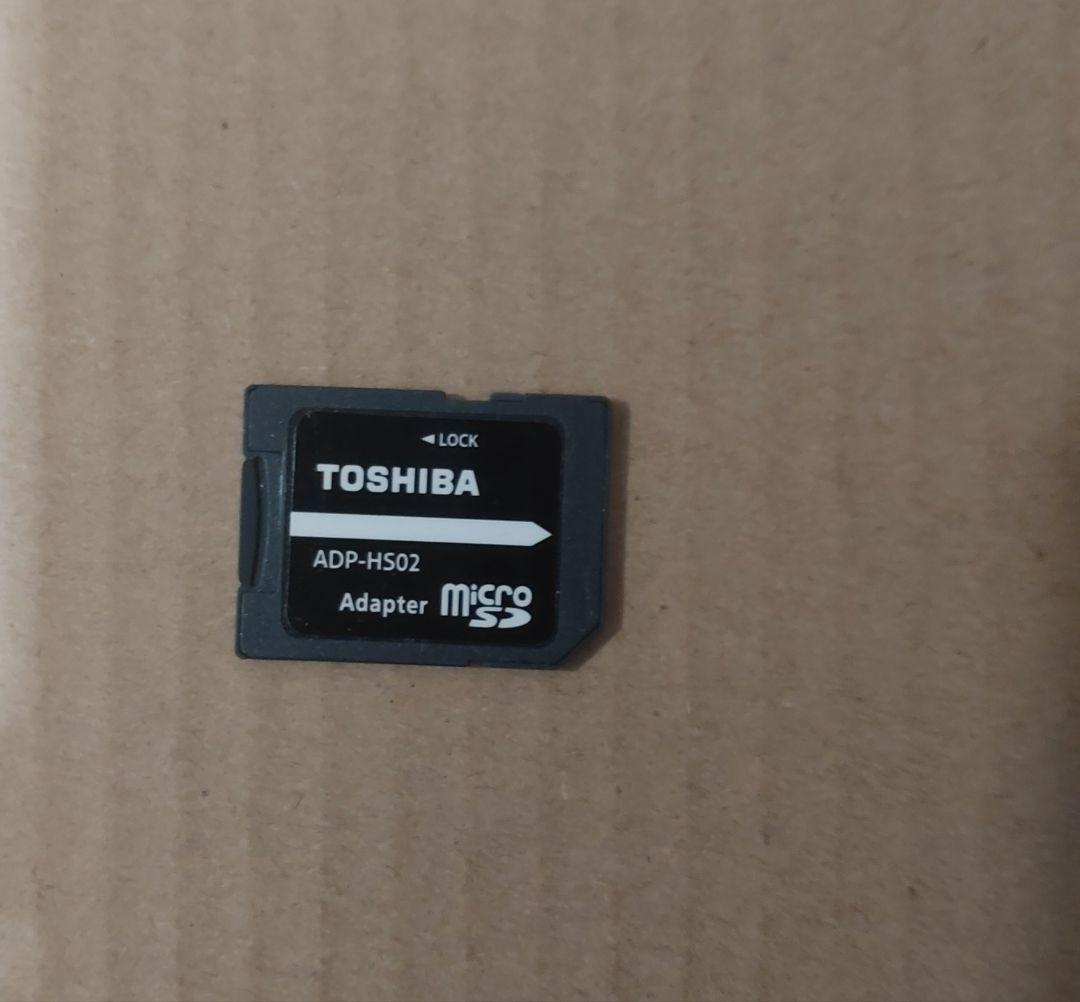 ◄ LOCK
TOSHIBA
ADP-HS02
Adapter micro SD